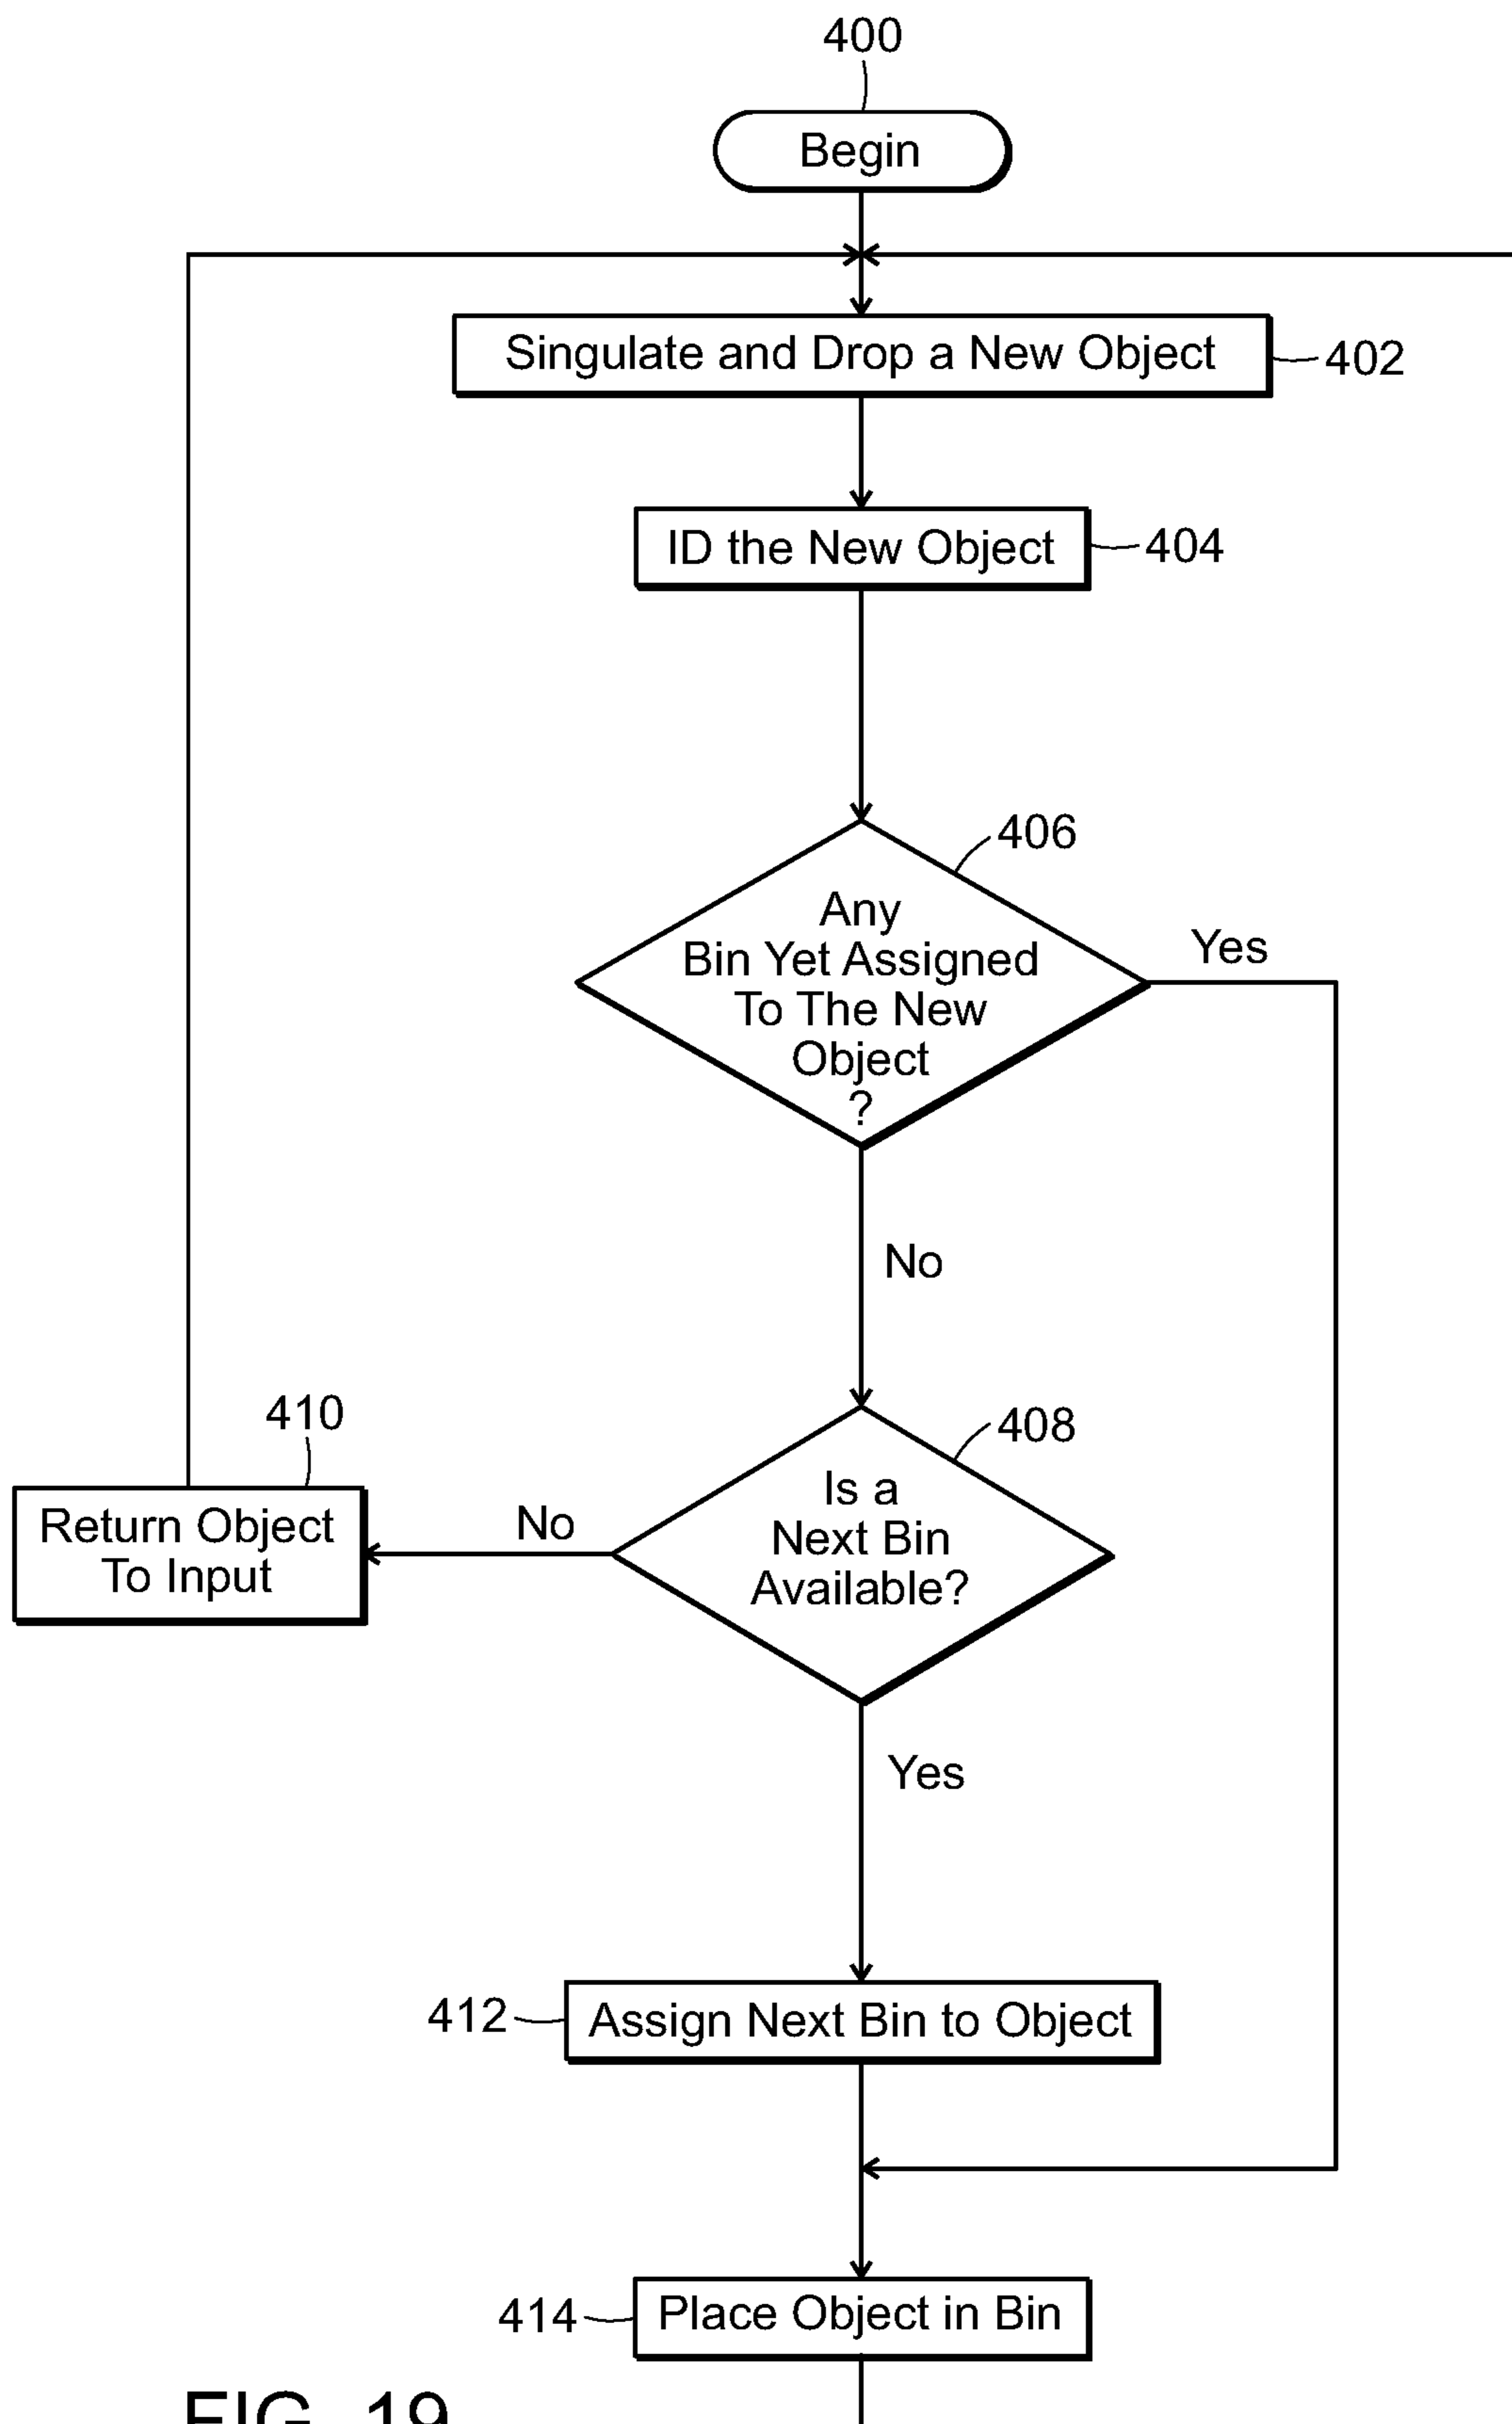 400
Begin
Singulate and Drop a New Object
402
ID the New Object
404
406
Any
Bin Yet Assigned
To The New
Object
?
Yes
No
410
408
Return Object
To Input
No
Is a
Next Bin
Available?
Yes
412
Assign Next Bin to Object
414
Place Object in Bin
FIG. 19